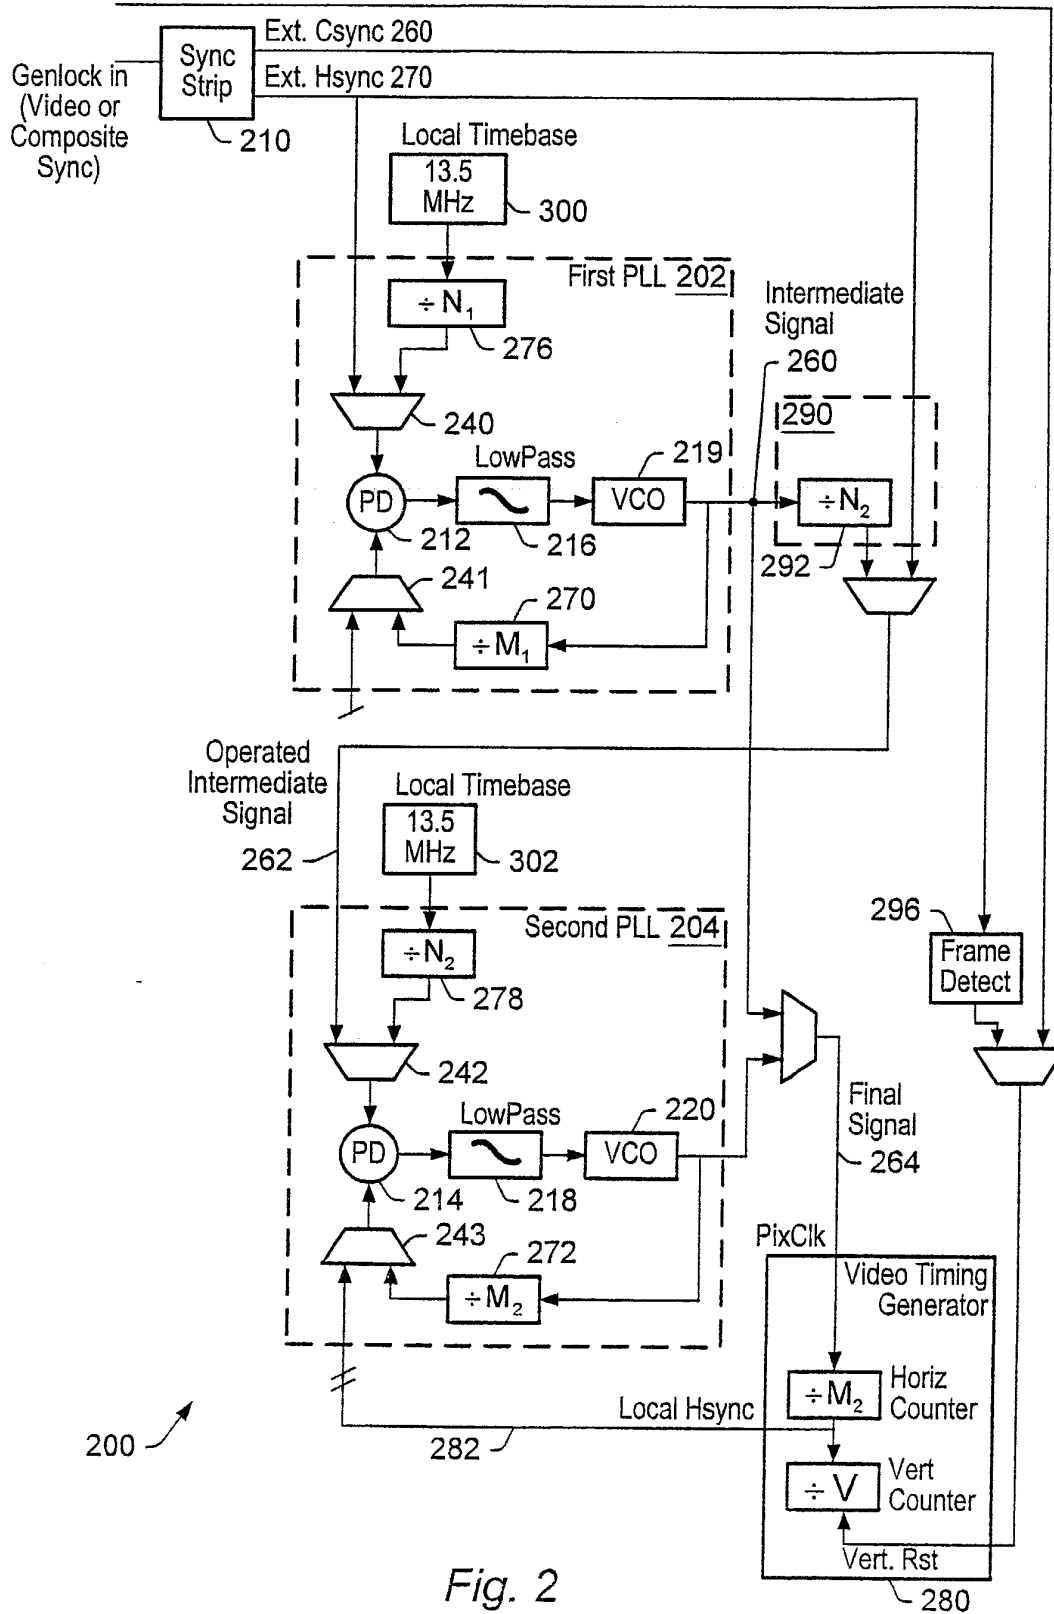 Ext. Csync 260
Sync
Strip
Ext. Hsync 270
Genlock in
(Video or
Composite
Sync)
210
Local Timebase
13.5
MHz
300
First PLL 202
÷ N1
276
Intermediate
Signal
260
240
290
LowPass
219
PD
VCO
÷N2
212
216
292
241
270
÷ M1
Operated
Intermediate
Signal
262
Local Timebase
13.5
MHz
302
Second PLL 204
296
Frame
Detect
÷N2
278
242
LowPass
220
Final
Signal
264
PD
VCO
214
218
243
272
PixClk
÷M2
Video Timing
Generator
÷M2
Horiz
Counter
Local Hsync
282
200
÷ V
Vert
Counter
Vert. Rst
280
Fig. 2